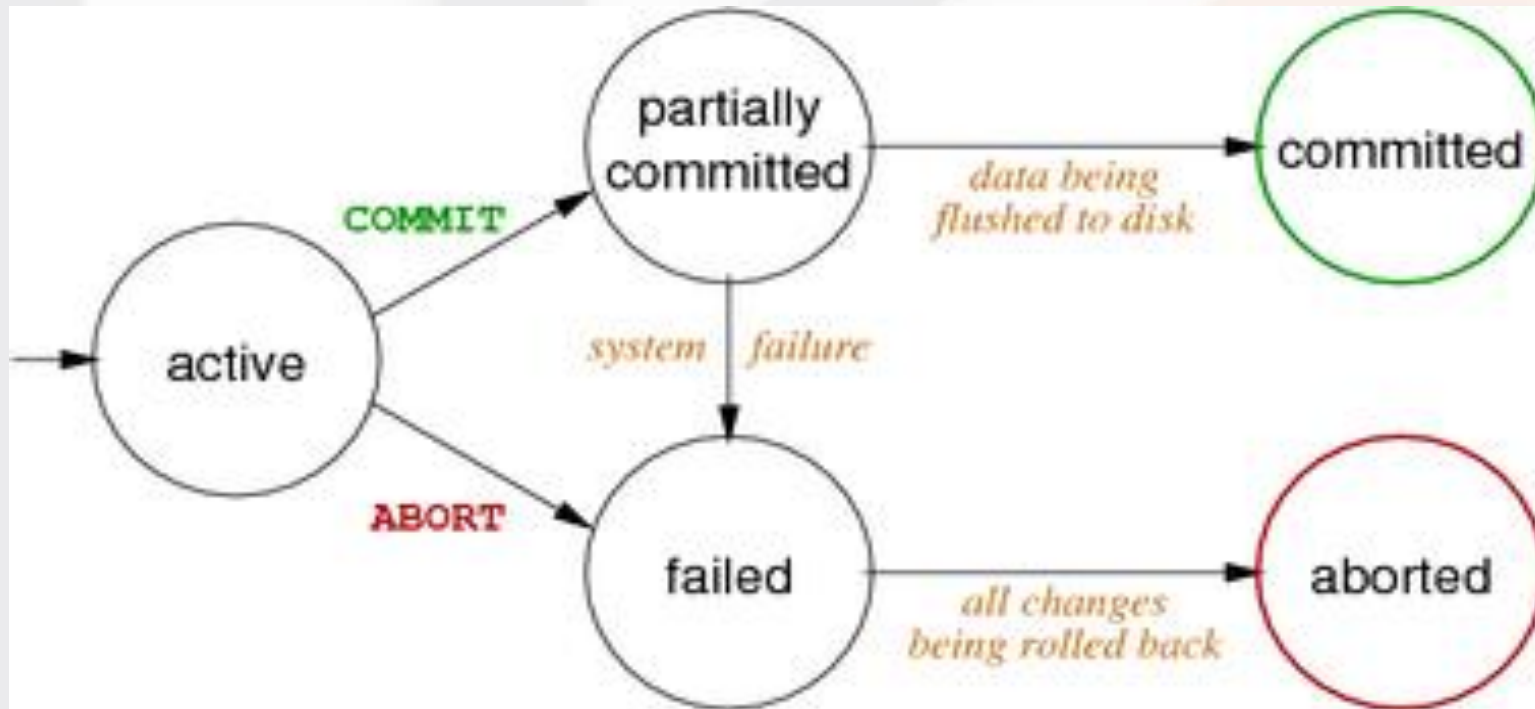 partially
committed
committed
data being
flushed to disk
COMMIT
active
system failure
ABORT
failed
aborted
all changes
being rolled back